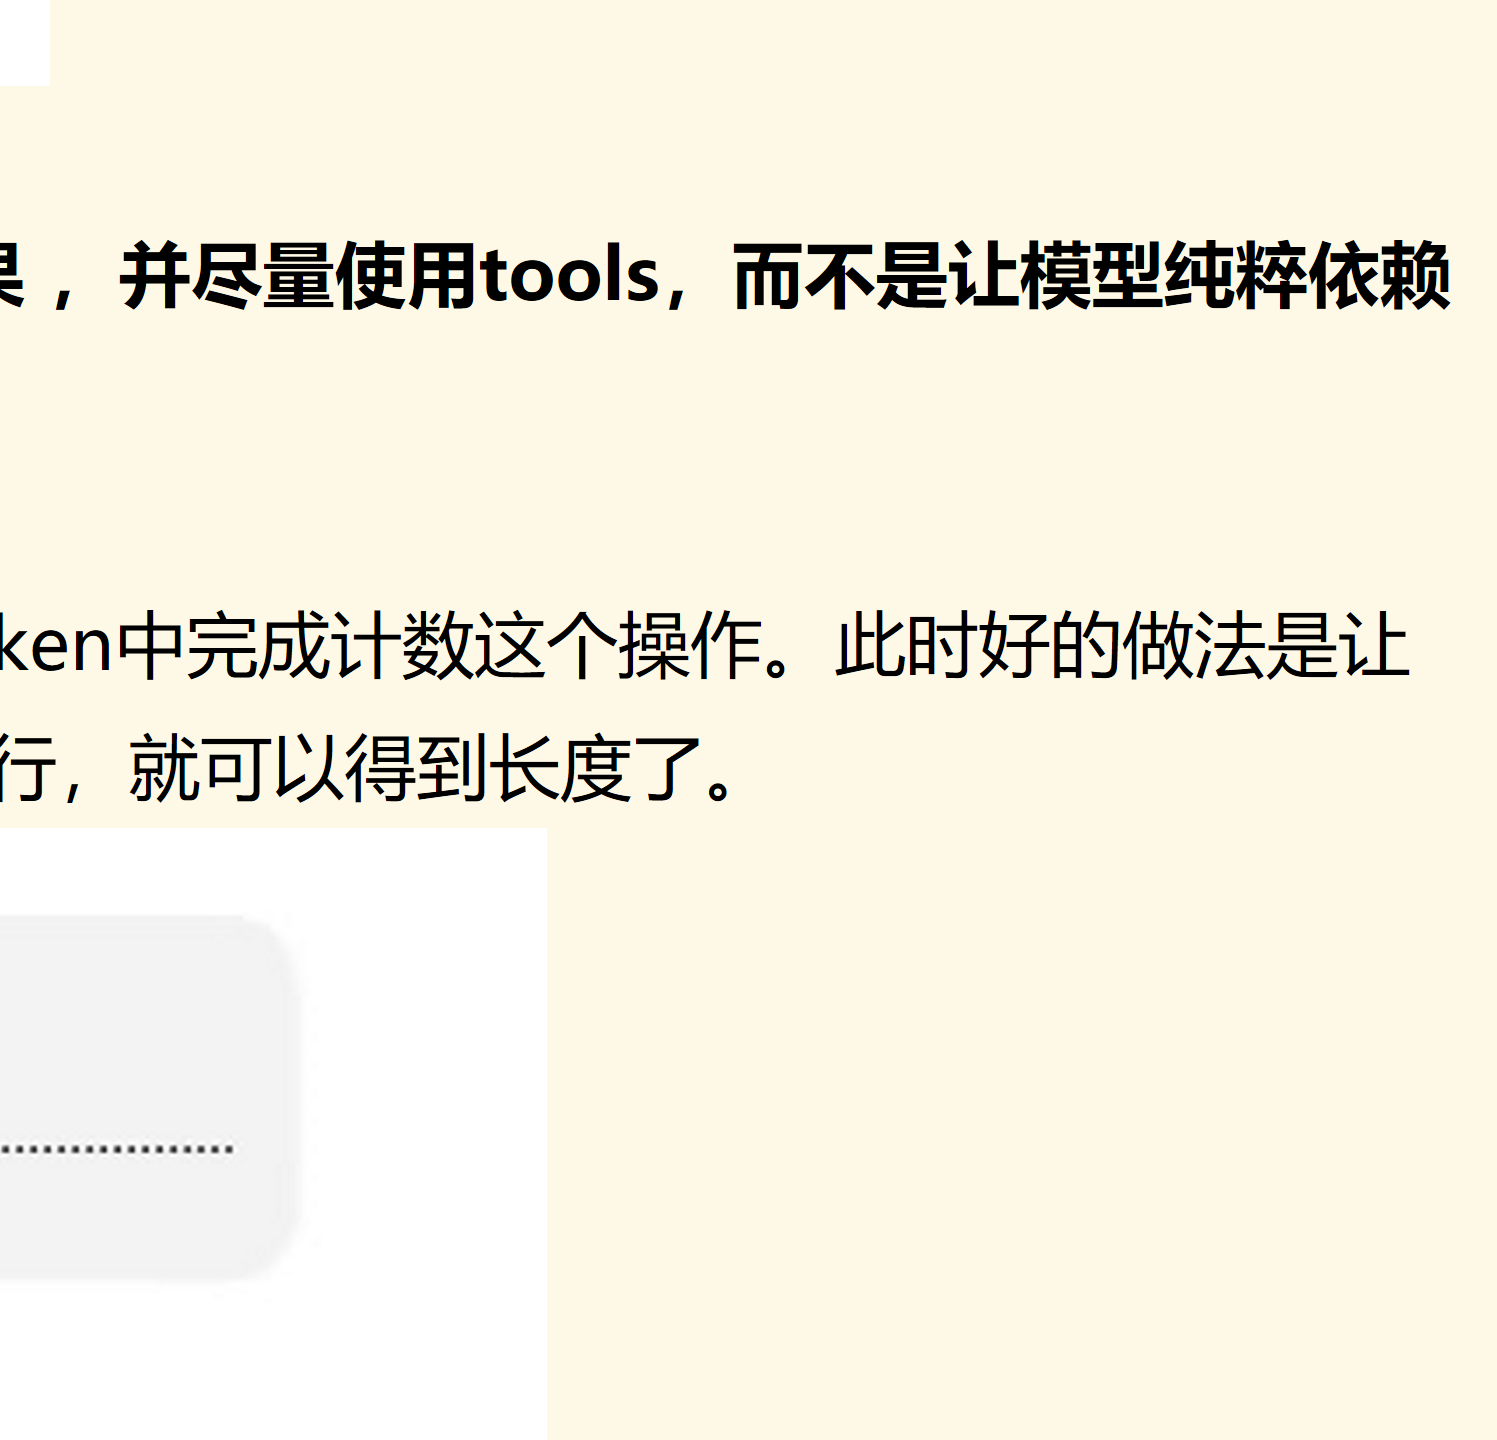 果，并尽量使用tools，而不是让模型纯粹依赖
ken中完成计数这个操作。此时好的做法是让
行，就可以得到长度了。
....................